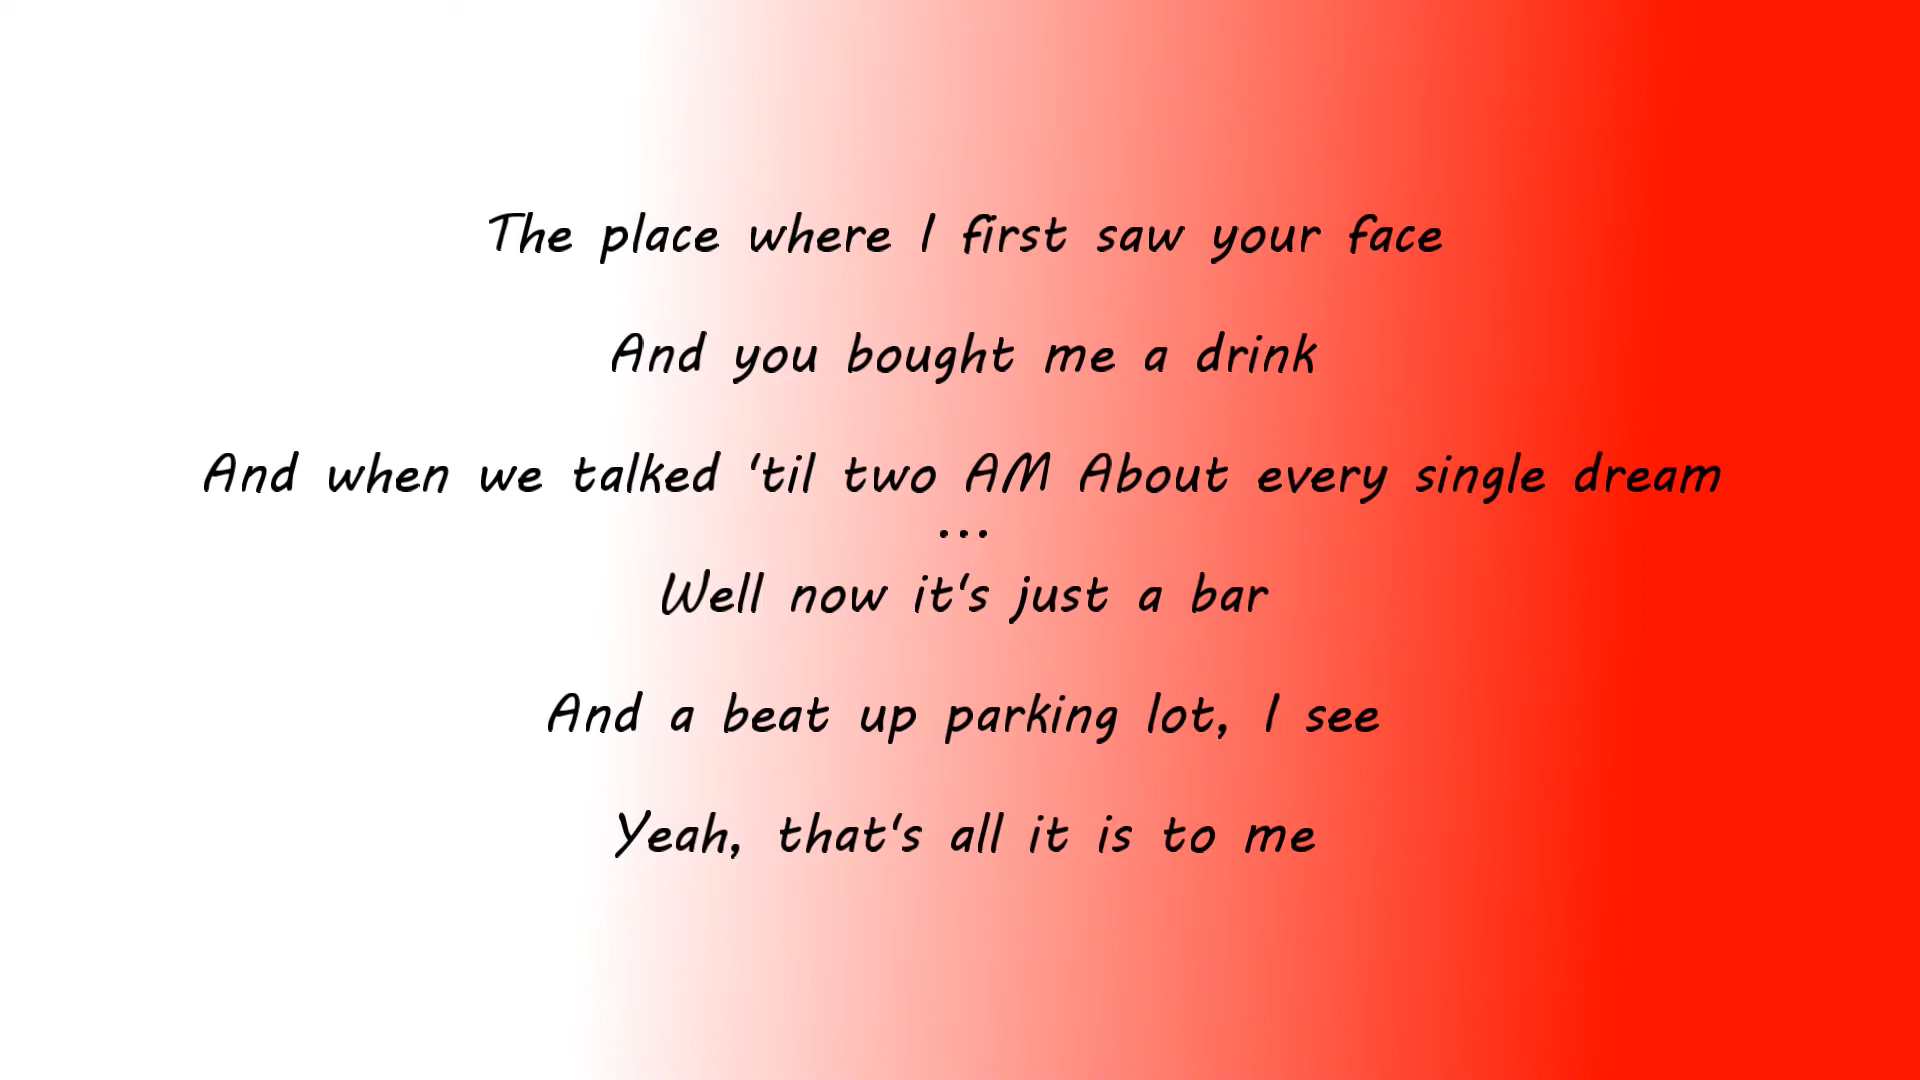 The place where I first saw your face
And you bought me a drink
And when we talked 'til two AM About every single dream
...
Well now it's just a bar
And a beat up parking lot, I see
Yeah, that's all it is to me